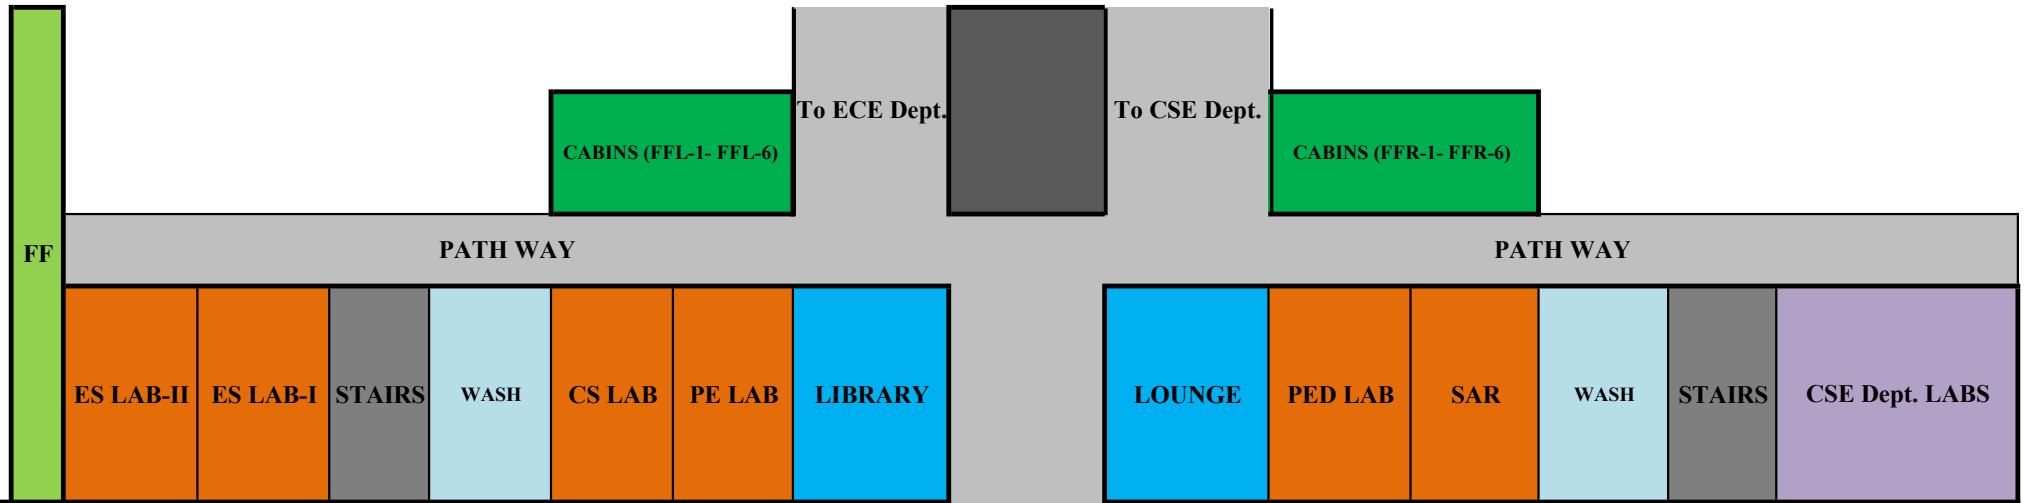 To ECE Dept.
To CSE Dept.
CABINS (FFL-1- FFL-6)
CABINS (FFR-1- FFR-6)
FF
PATH WAY
PATH WAY
ES LAB-II
ES LAB-I
STAIRS
WASH
CS LAB
PE LAB
LIBRARY
LOUNGE
PED LAB
SAR
WASH
STAIRS
CSE Dept. LABS